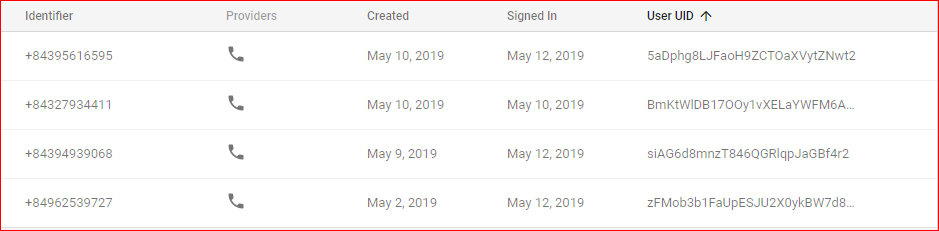 Identifier Providers Created Signed In User UID
+84395616595 May 10, 2019 May 12, 2019 5aDphg8LJFaoH9ZCTOaXVytZNwt2
+84327934411 May 10, 2019 May 10, 2019 BmKtWlDB17OOy1vXELaYWFM6A...
+84394939068 May 9, 2019 May 12, 2019 siAG6d8mnzT846QGRlqpJaGBf4r2
+84962539727 May 2, 2019 May 12, 2019 zFMob3b1FaUpESJU2X0ykBW7d8...